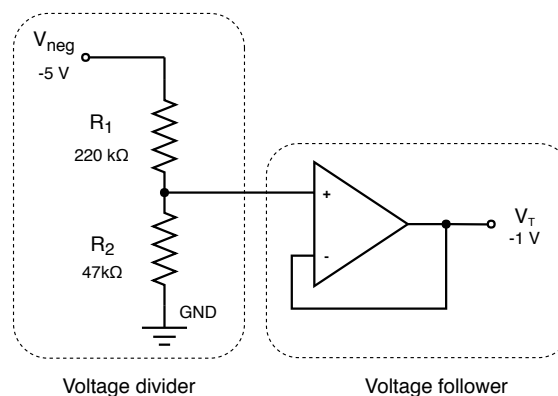 Vneg
-5 V
R1
220 kΩ
R2
47kΩ
GND
+
-
VT
-1 V
Voltage divider
Voltage follower